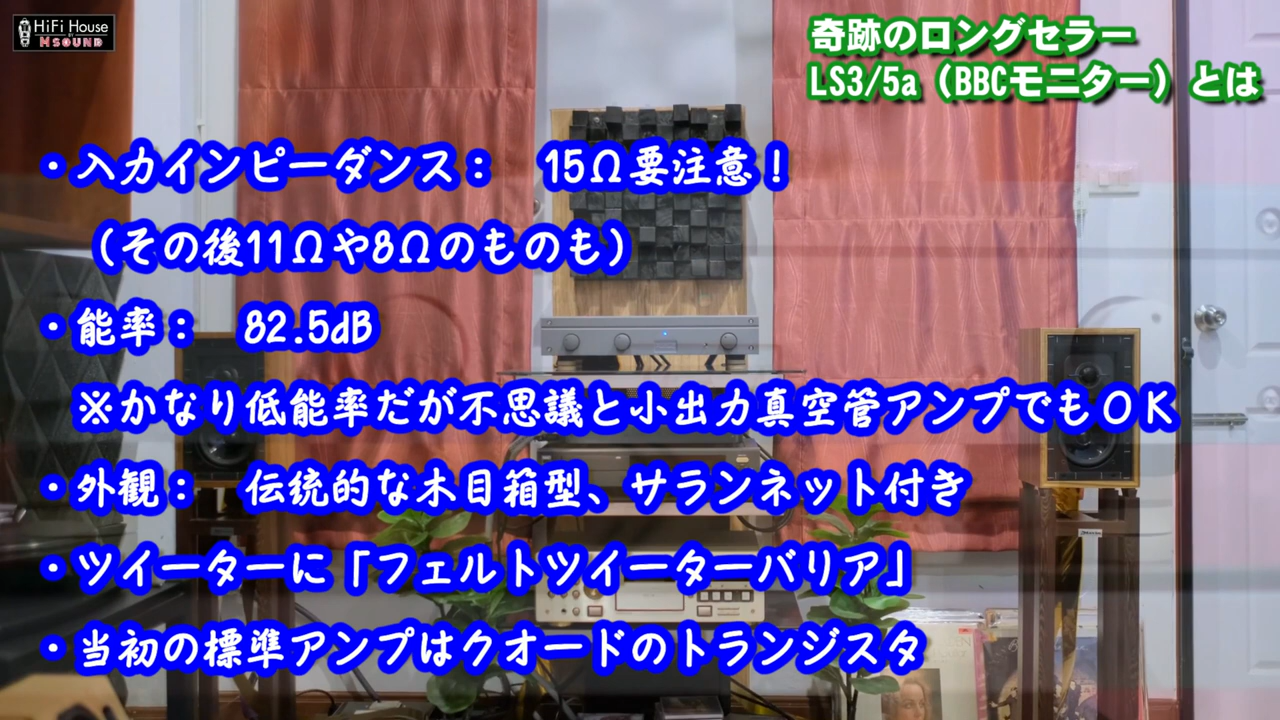 HiFi House
BY
HSOUND
奇跡のロングセラー
LS3/5a（BBCモニター）とは
・入力インピーダンス：　15Ω要注意！
（その後11Ωや8Ωのものも）
・能率：　82.5dB
※かなり低能率だが不思議と小出力真空管アンプでもＯＫ
・外観：　伝統的な木目箱型、サランネット付き
・ツイーターに「フェルトツイーターバリア」
・当初の標準アンプはクオードのトランジスタ